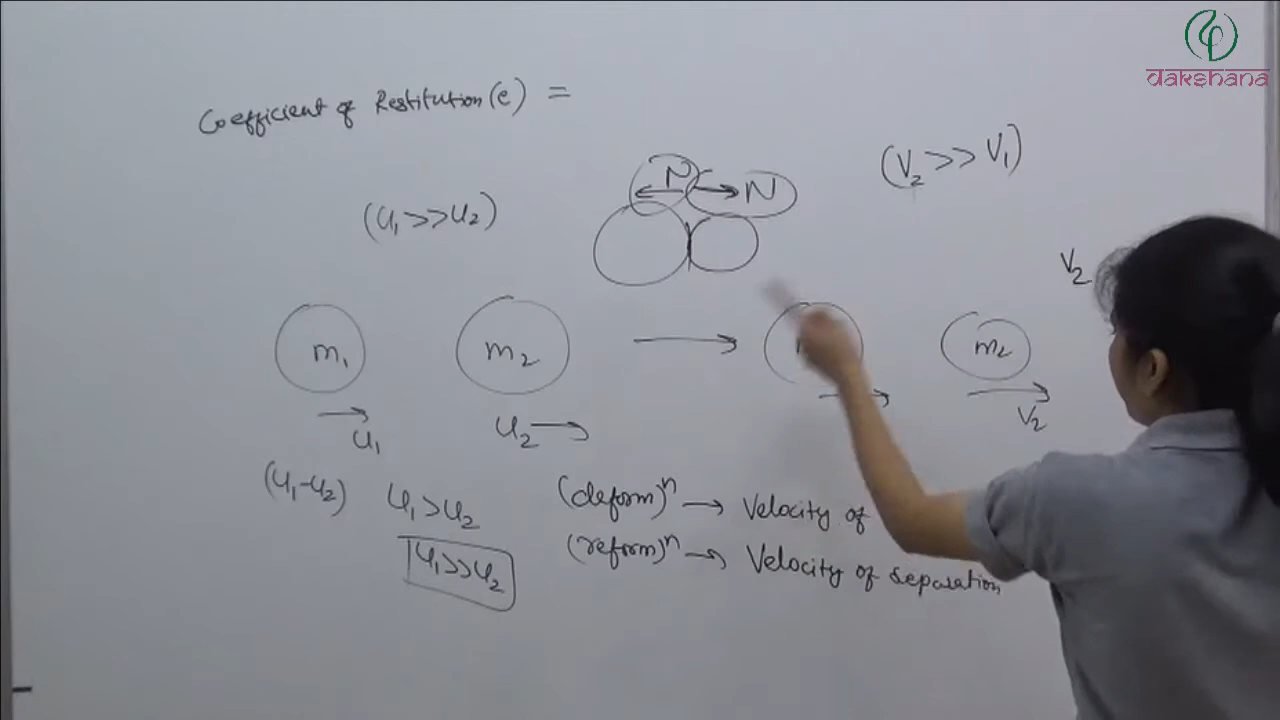 dakshana
Coefficient of Restitution (e) =
(V₂ >> V₁)
(u₁ >> u₂)
N
N
V₂
m₁
m₂
m₂
u₁
u₂
V₂
(u₁-u₂)
u₁ > u₂
(deform)ⁿ → Velocity of
u₁ >> u₂
(reform)ⁿ → Velocity of separation